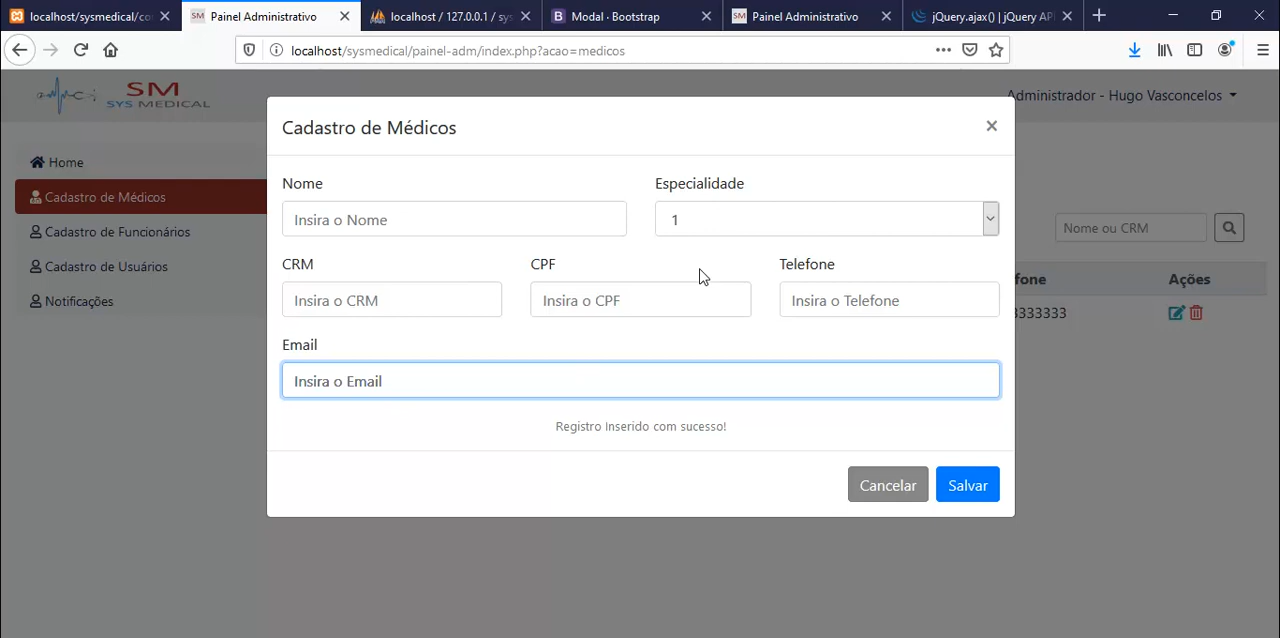 localhost/sysmedical/co
Painel Administrativo
localhost / 127.0.0.1 / sys
Modal · Bootstrap
Painel Administrativo
jQuery.ajax() | jQuery API
localhost/sysmedical/painel-adm/index.php?acao=medicos
SM
SYS MEDICAL
Administrador - Hugo Vasconcelos
Home
Cadastro de Médicos
Cadastro de Funcionários
Cadastro de Usuários
Notificações
Cadastro de Médicos
Nome
Especialidade
Insira o Nome
1
CRM
CPF
Telefone
Insira o CRM
Insira o CPF
Insira o Telefone
Email
Insira o Email
Registro Inserido com sucesso!
Cancelar
Salvar
Nome ou CRM
fone
Ações
3333333